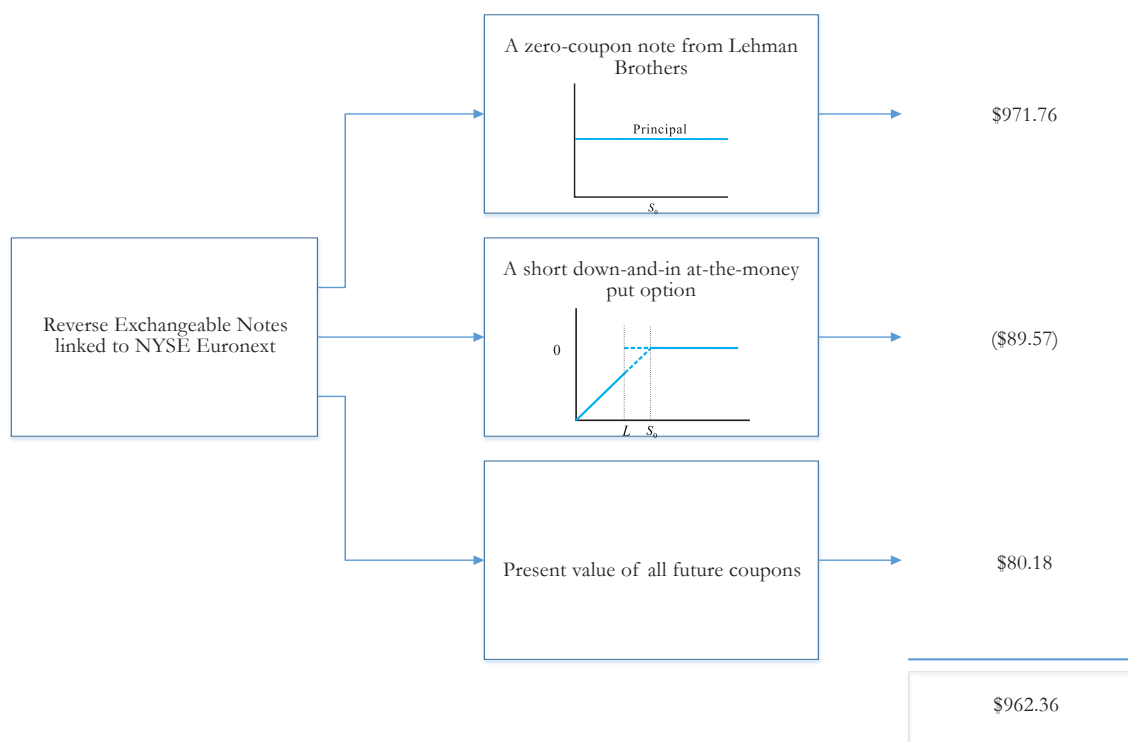 A zero-coupon note from Lehman
Brothers
Principal
S₀
$971.76
Reverse Exchangeable Notes
linked to NYSE Euronext
A short down-and-in at-the-money
put option
0
L
S₀
($89.57)
Present value of all future coupons
$80.18
$962.36